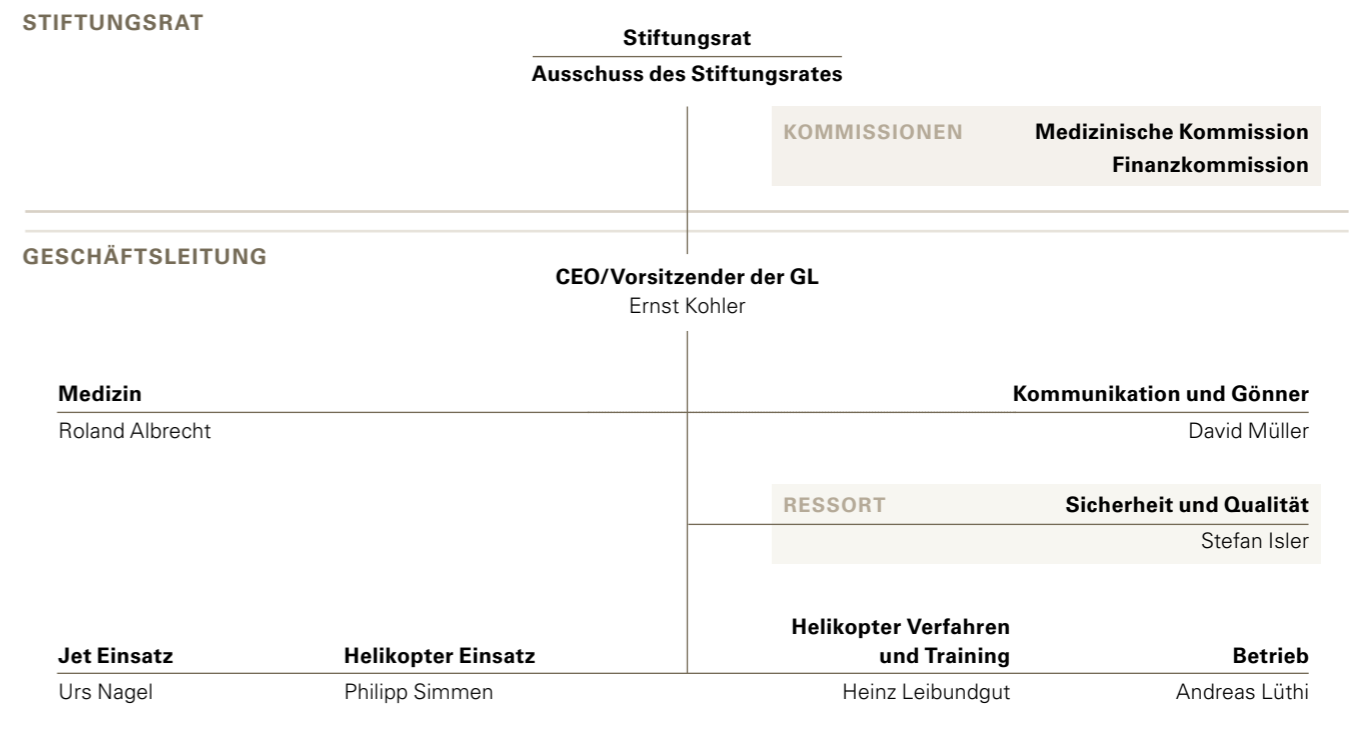 STIFTUNGSRAT
Stiftungsrat
Ausschuss des Stiftungsrates
KOMMISSIONEN
Medizinische Kommission
Finanzkommission
GESCHÄFTSLEITUNG
CEO/Vorsitzender der GL
Ernst Kohler
Medizin
Roland Albrecht
Kommunikation und Gönner
David Müller
RESSORT
Sicherheit und Qualität
Stefan Isler
Jet Einsatz
Urs Nagel
Helikopter Einsatz
Philipp Simmen
Helikopter Verfahren
und Training
Heinz Leibundgut
Betrieb
Andreas Lüthi